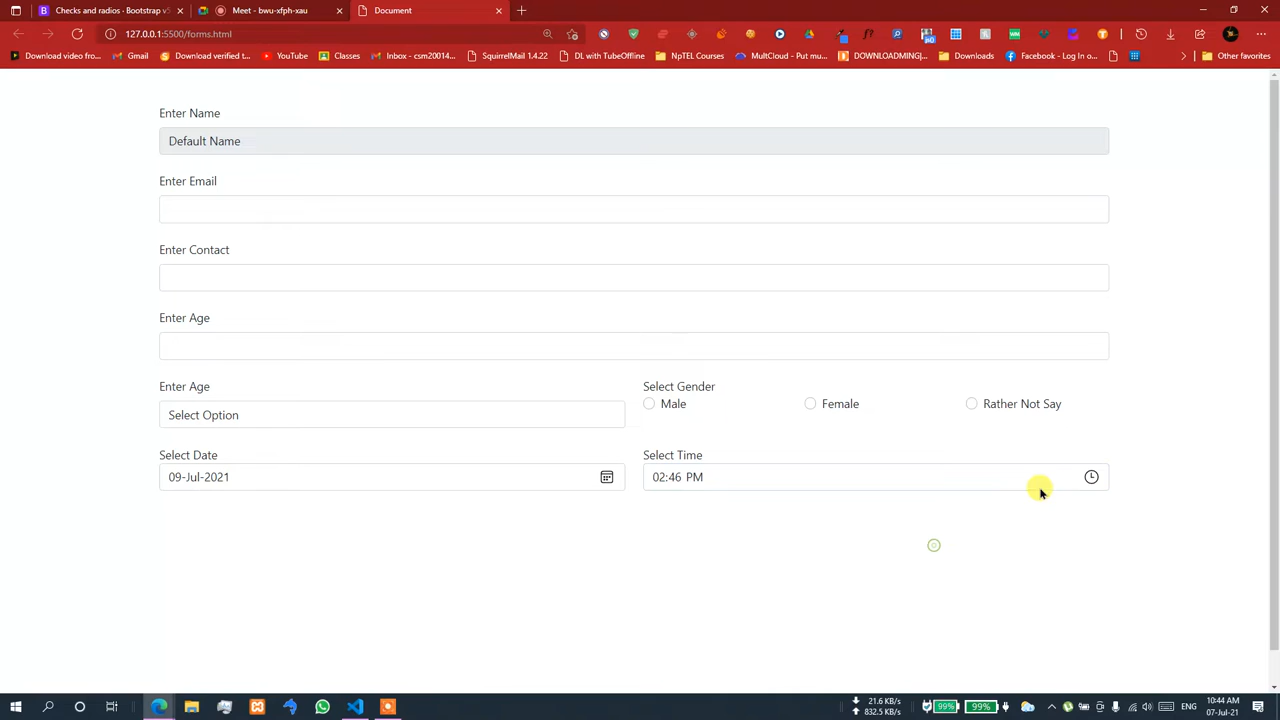 Checks and radios · Bootstrap v5
Meet - bwu-xfph-xau
Document
127.0.0.1:5500/forms.html
Download video fro...
Gmail
Download verified t...
YouTube
Classes
Inbox - csm20014...
SquirrelMail 1.4.22
DL with TubeOffline
NpTEL Courses
MultCloud - Put mu...
DOWNLOADMING|...
Downloads
Facebook - Log In o...
Other favorites
Enter Name
Default Name
Enter Email
Enter Contact
Enter Age
Enter Age
Select Gender
Select Option
Male
Female
Rather Not Say
Select Date
Select Time
09-Jul-2021
02:46 PM
21.6 KB/s
832.5 KB/s
99%
99%
ENG
10:44 AM
07-Jul-21